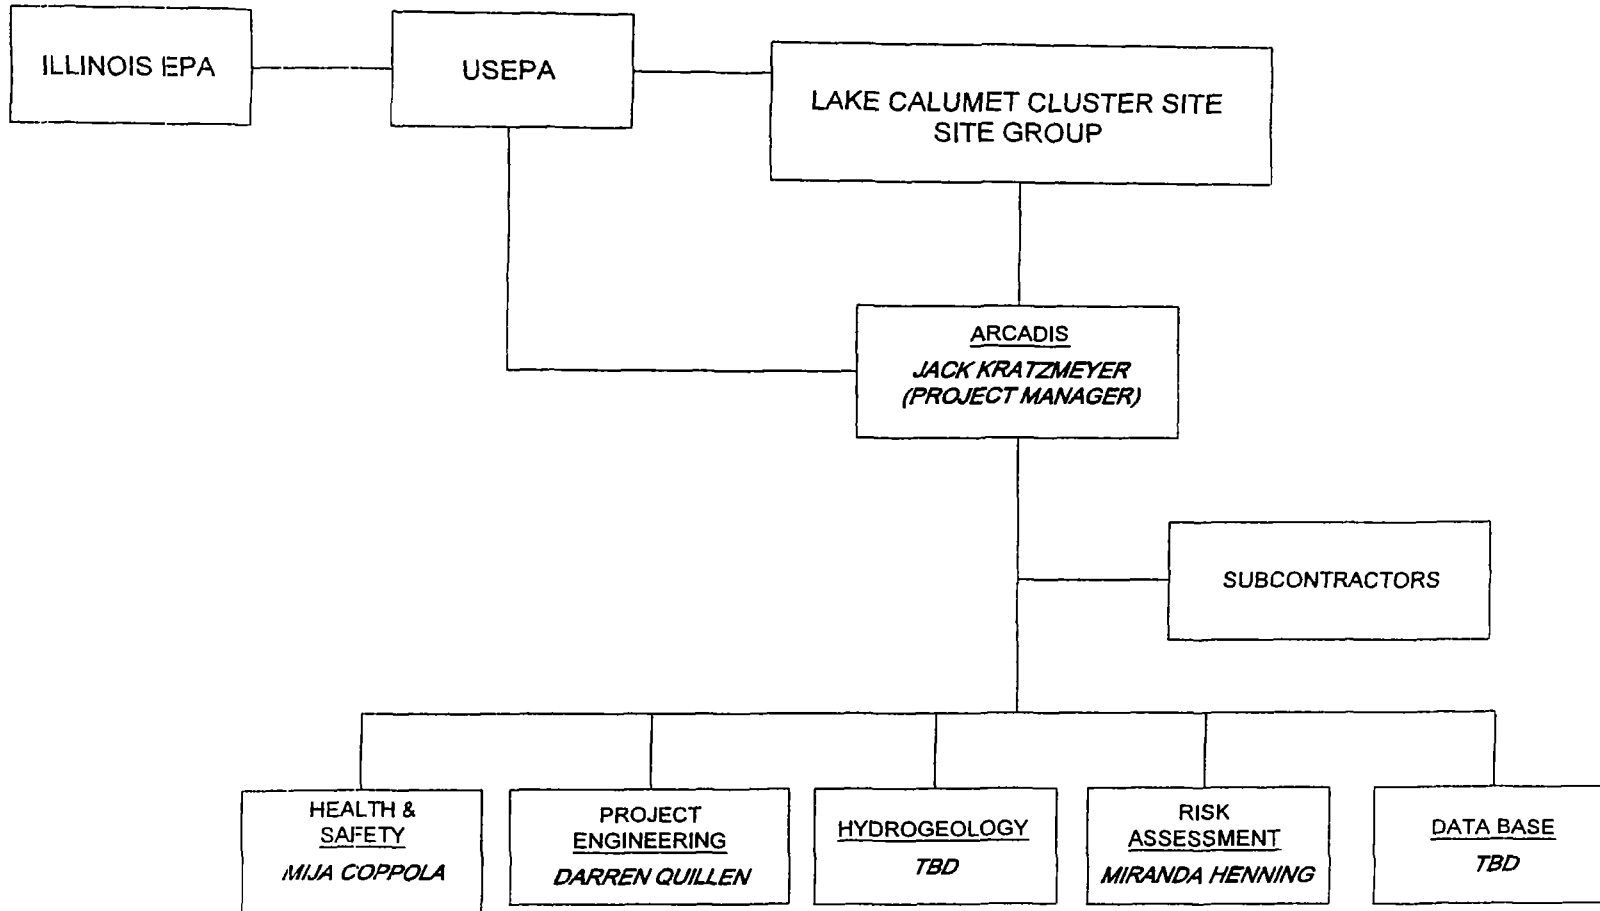 ILLINOIS EPA
USEPA
LAKE CALUMET CLUSTER SITE
SITE GROUP
ARCADIS
JACK KRATZMEYER
(PROJECT MANAGER)
SUBCONTRACTORS
HEALTH &
SAFETY
MIJA COPPOLA
PROJECT
ENGINEERING
DARREN QUILLEN
HYDROGEOLOGY
TBD
RISK
ASSESSMENT
MIRANDA HENNING
DATA BASE
TBD